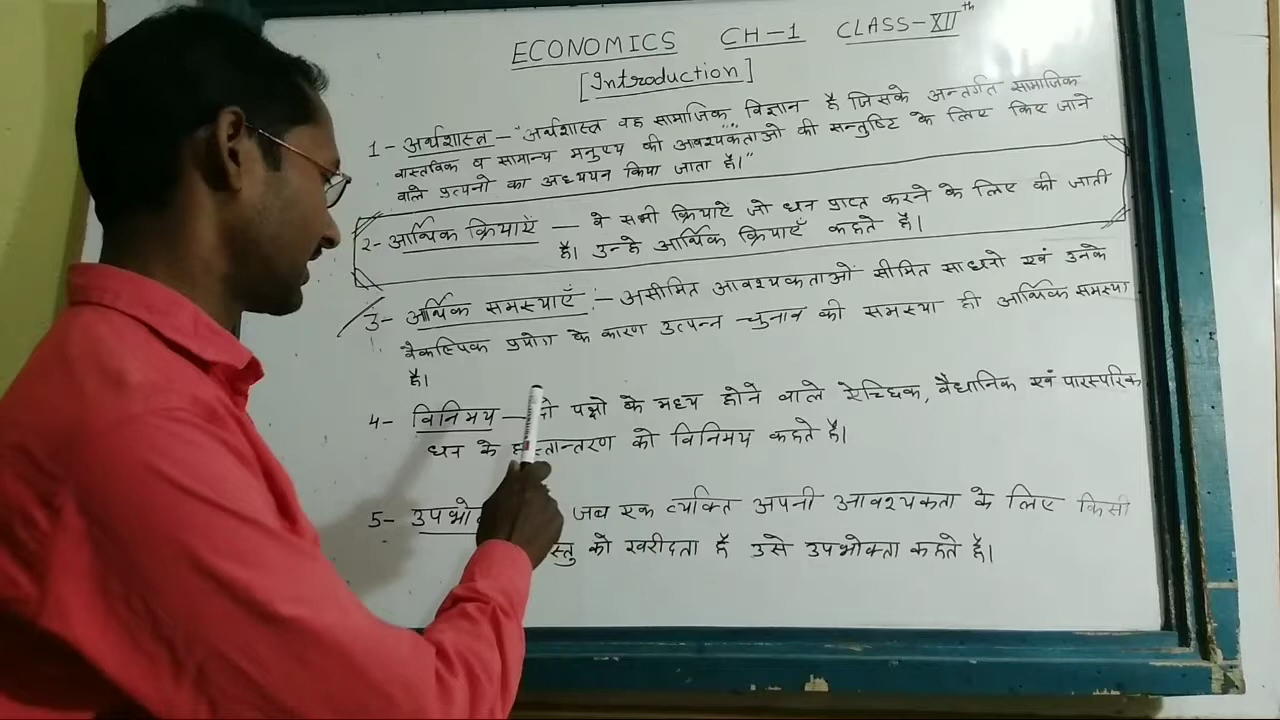 ECONOMICS CH-1 CLASS-XIIth
[Introduction]
1- अर्थशास्त्र - "अर्थशास्त्र वह सामाजिक विज्ञान है जिसके अन्तर्गत सामाजिक
वास्तविक व सामान्य मनुष्य की आवश्यकताओ की सन्तुष्टि के लिए किए जाने
वाले प्रत्यनो का अध्ययन किया जाता है।"
2- आर्थिक क्रियाएँ - वे सभी क्रियाऐं जो धन प्राप्त करने के लिए की जाती
है। उन्हे आर्थिक क्रियाएँ कहते है।
3- आर्थिक समस्याएँ :- असीमित आवश्यकताओं सीमित साधनो एवं उनके
वैकल्पिक प्रयोग के कारण उत्पन्न चुनाव की समस्या ही आर्थिक समस्या
है।
4- विनिमय - पक्षो के मध्य होने वाले ऐच्छिक, वैधानिक एवं पारस्परिक
धन के हस्तान्तरण को विनिमय कहते है।
5- जब एक व्यक्ति अपनी आवश्यकता के लिए किसी
को खरीदता है उसे उपभोक्ता कहते है।